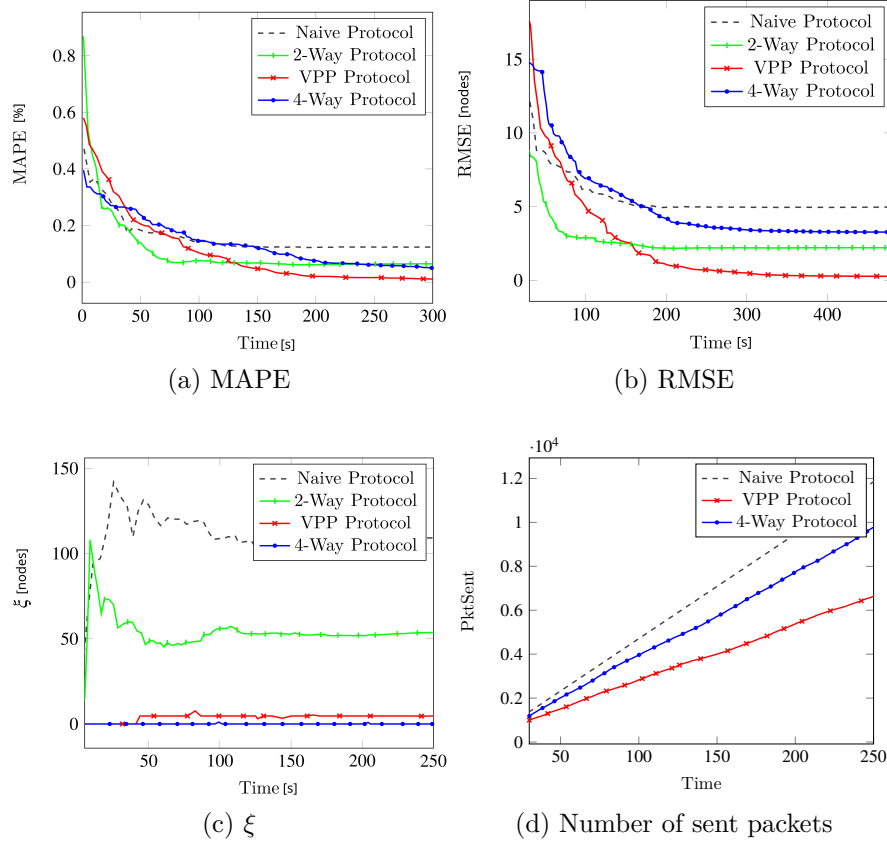 Naive Protocol
2-Way Protocol
VPP Protocol
4-Way Protocol
0.8
0.6
0.4
0.2
0
MAPE [%]
0 50 100 150 200 250 300
Time [s]
(a) MAPE
Naive Protocol
2-Way Protocol
VPP Protocol
4-Way Protocol
15
10
5
0
RMSE [nodes]
100 200 300 400
Time [s]
(b) RMSE
Naive Protocol
2-Way Protocol
VPP Protocol
4-Way Protocol
150
100
50
0
ξ [nodes]
50 100 150 200 250
Time [s]
(c) ξ
·10⁴
Naive Protocol
VPP Protocol
4-Way Protocol
1.2
1
0.8
0.6
0.4
0.2
0
PktSent
50 100 150 200 250
Time
(d) Number of sent packets